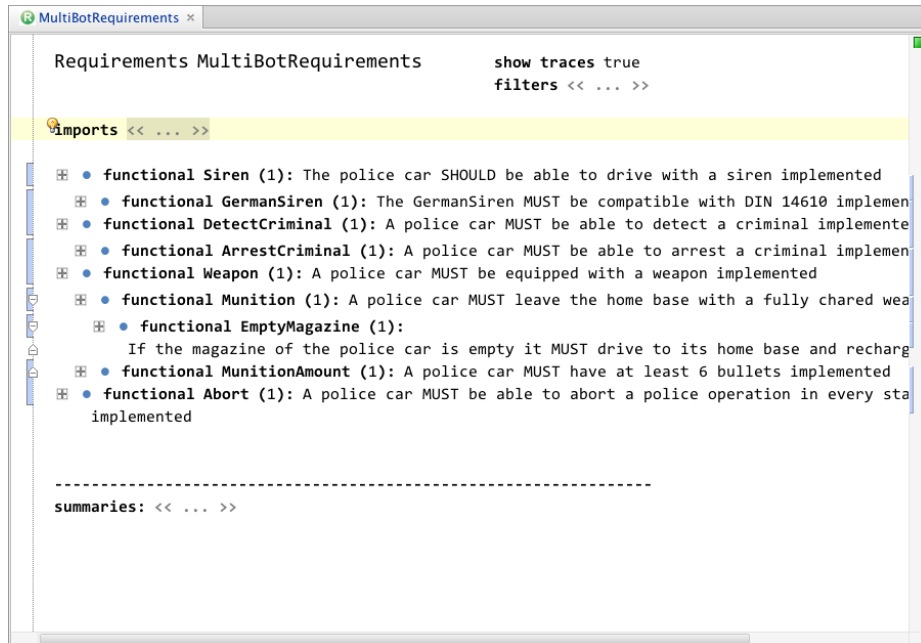 MultiBotRequirements ×
Requirements MultiBotRequirements show traces true
filters << ... >>
imports << ... >>
functional Siren (1): The police car SHOULD be able to drive with a siren implemented
functional GermanSiren (1): The GermanSiren MUST be compatible with DIN 14610 implemen
functional DetectCriminal (1): A police car MUST be able to detect a criminal implemente
functional ArrestCriminal (1): A police car MUST be able to arrest a criminal implemen
functional Weapon (1): A police car MUST be equipped with a weapon implemented
functional Munition (1): A police car MUST leave the home base with a fully chared wea
functional EmptyMagazine (1):
If the magazine of the police car is empty it MUST drive to its home base and recharg
functional MunitionAmount (1): A police car MUST have at least 6 bullets implemented
functional Abort (1): A police car MUST be able to abort a police operation in every sta
implemented
-----------------------------------------------------------------
summaries: << ... >>